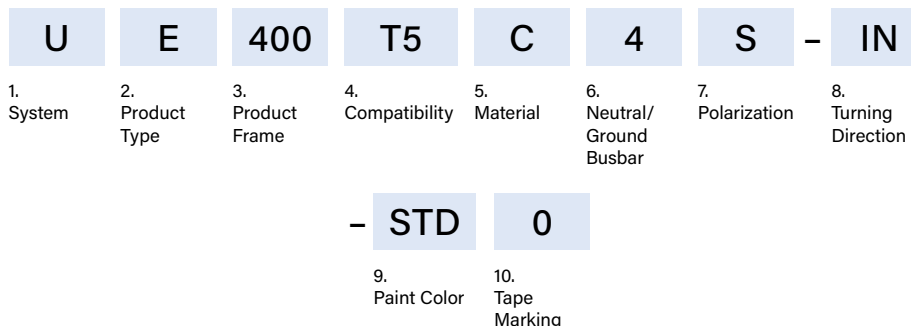 U E 400 T5 C 4 S – IN
1. System
2. Product Type
3. Product Frame
4. Compatibility
5. Material
6. Neutral/ Ground Busbar
7. Polarization
8. Turning Direction
– STD 0
9. Paint Color
10. Tape Marking